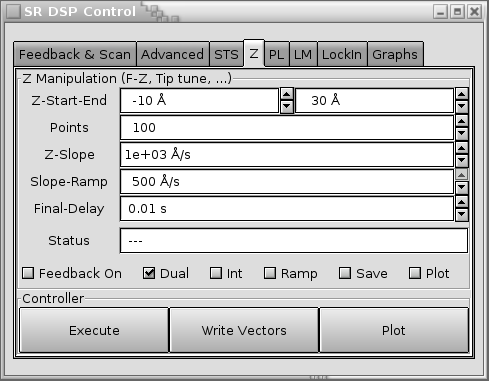 SR DSP Control
Feedback & Scan Advanced STS Z PL LM LockIn Graphs
Z Manipulation (F-Z, Tip tune, ...)
Z-Start-End -10 Å 30 Å
Points 100
Z-Slope 1e+03 Å/s
Slope-Ramp 500 Å/s
Final-Delay 0.01 s
Status ---
Feedback On Dual Int Ramp Save Plot
Controller
Execute Write Vectors Plot